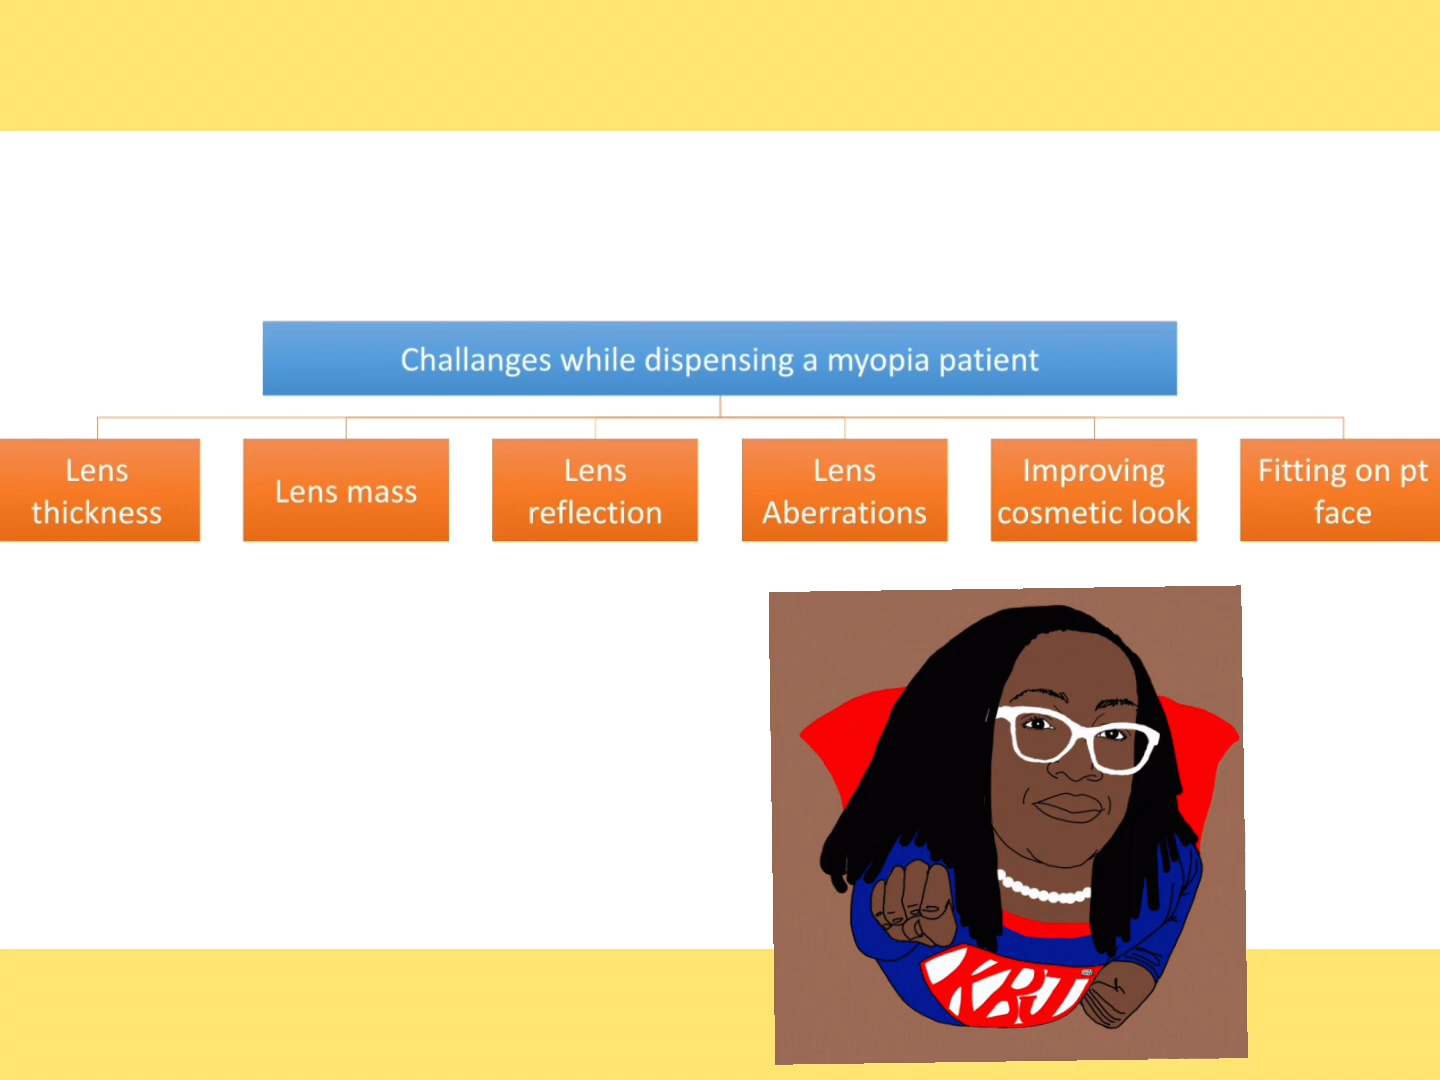 Challanges while dispensing a myopia patient
Lens
thickness
Lens mass
Lens
reflection
Lens
Aberrations
Improving
cosmetic look
Fitting on pt
face
KBJ